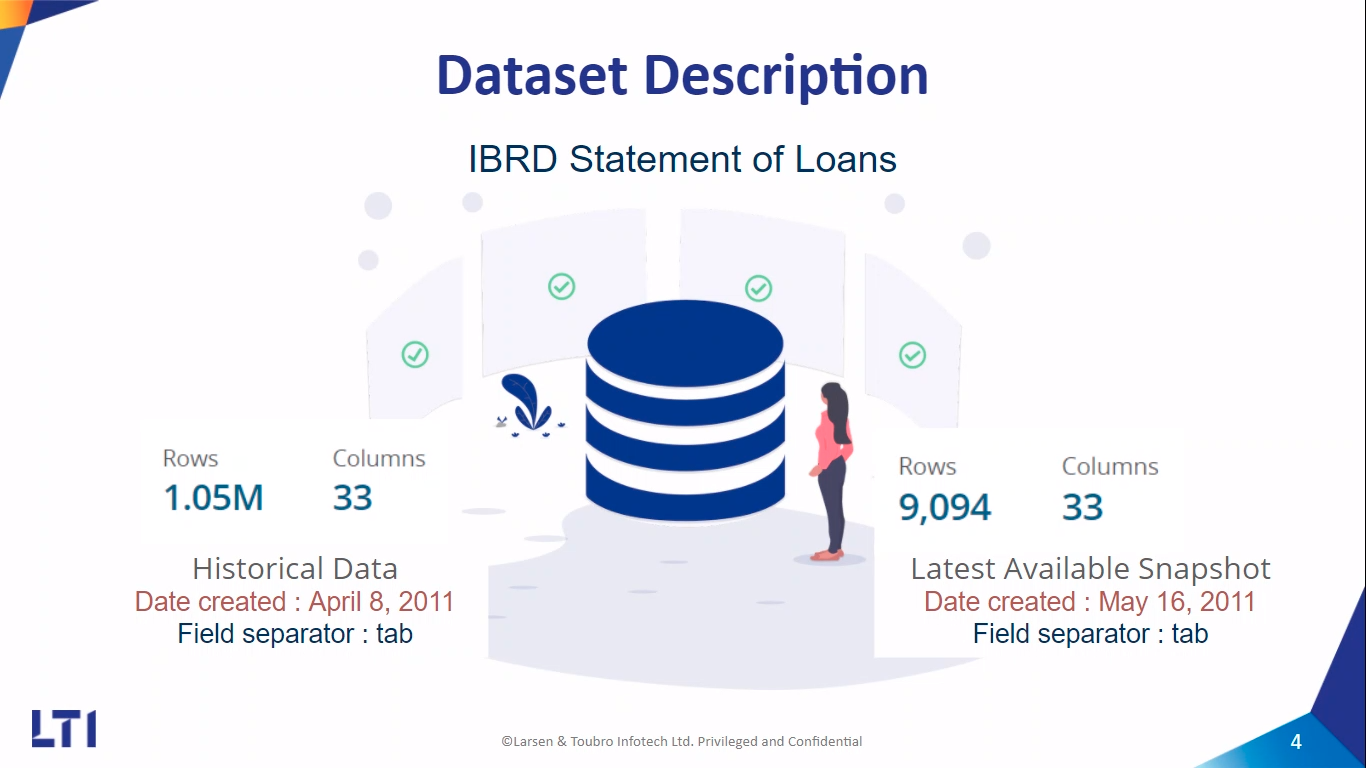 Dataset Description
IBRD Statement of Loans
Rows Columns
1.05M 33
Historical Data
Date created : April 8, 2011
Field separator : tab
Rows Columns
9,094 33
Latest Available Snapshot
Date created : May 16, 2011
Field separator : tab
LTI
©Larsen & Toubro Infotech Ltd. Privileged and Confidential
4